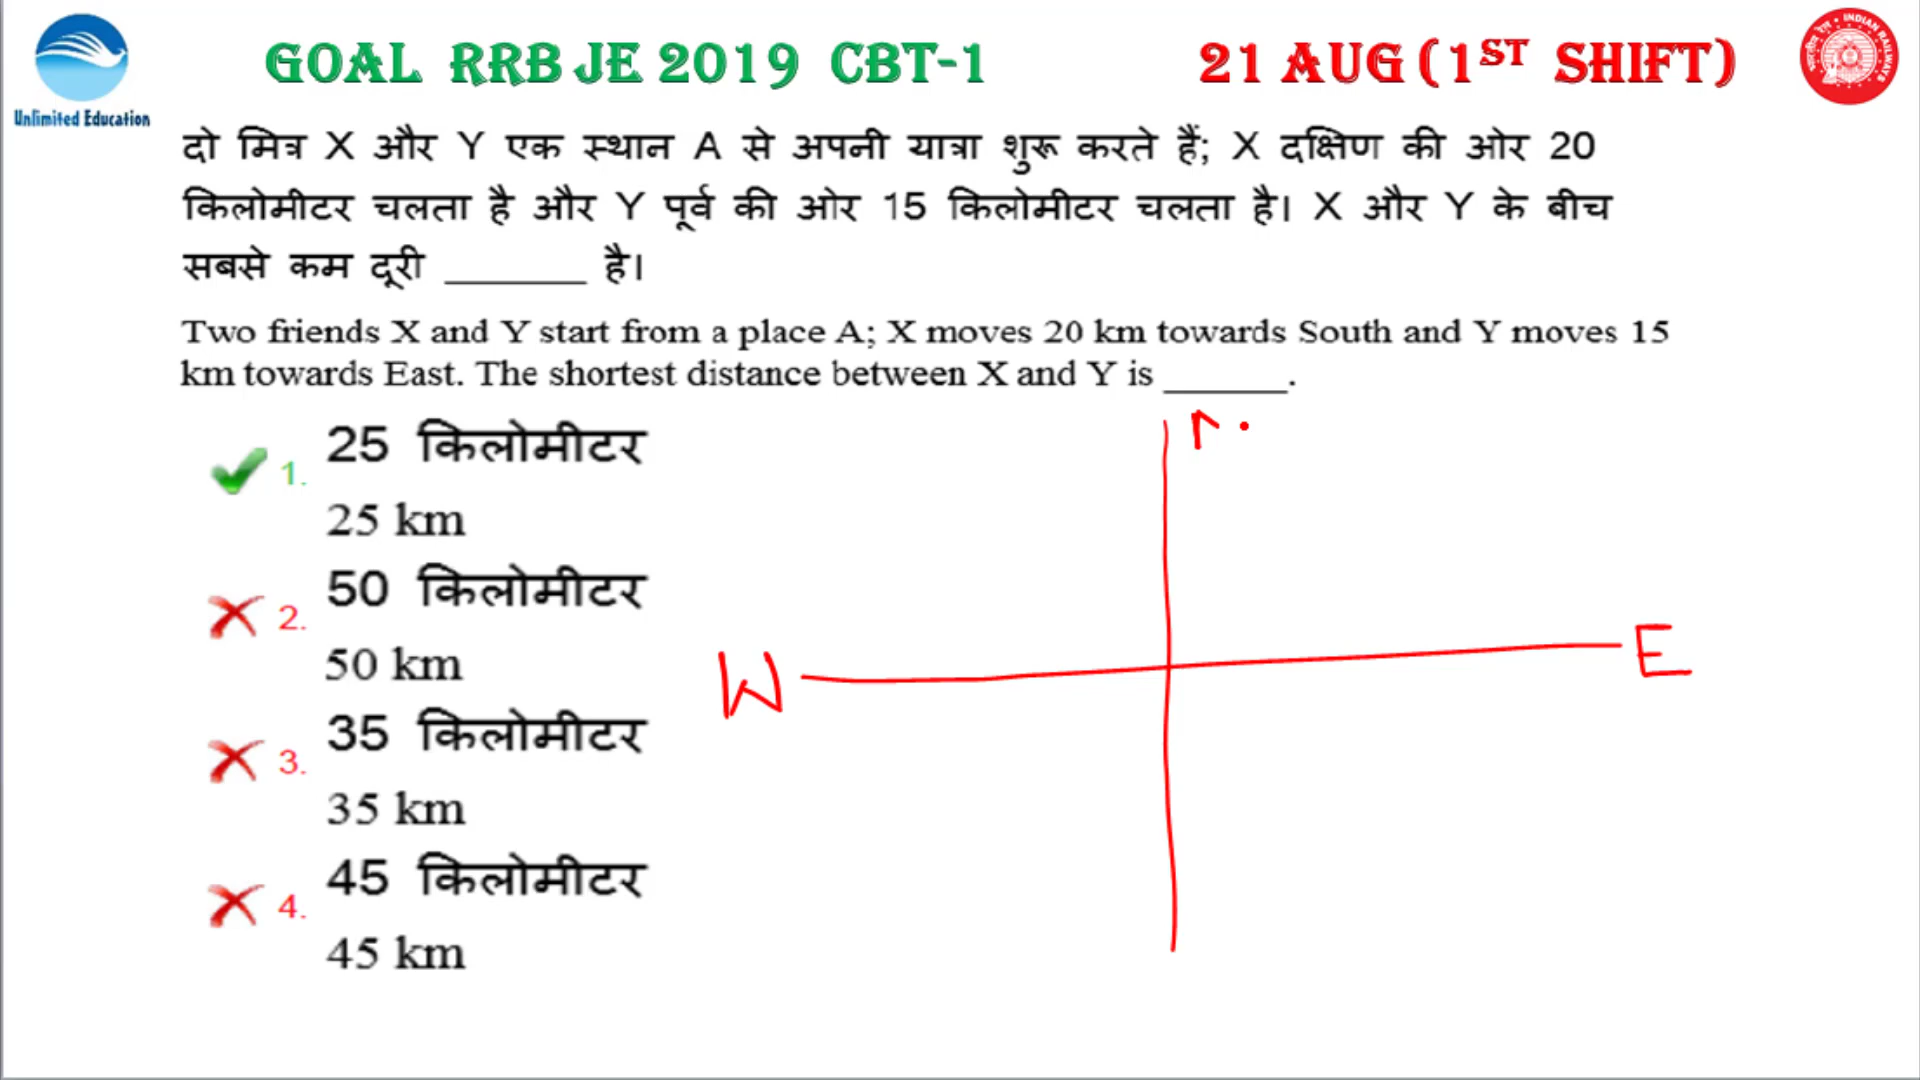 GOAL RRB JE 2019 CBT-1
21 AUG (1ST SHIFT)
Unlimited Education
दो मित्र X और Y एक स्थान A से अपनी यात्रा शुरू करते हैं; X दक्षिण की ओर 20
किलोमीटर चलता है और Y पूर्व की ओर 15 किलोमीटर चलता है। X और Y के बीच
सबसे कम दूरी _______ है।
Two friends X and Y start from a place A; X moves 20 km towards South and Y moves 15
km towards East. The shortest distance between X and Y is ______.
1. 25 किलोमीटर
25 km
2. 50 किलोमीटर
50 km
3. 35 किलोमीटर
35 km
4. 45 किलोमीटर
45 km
W
E